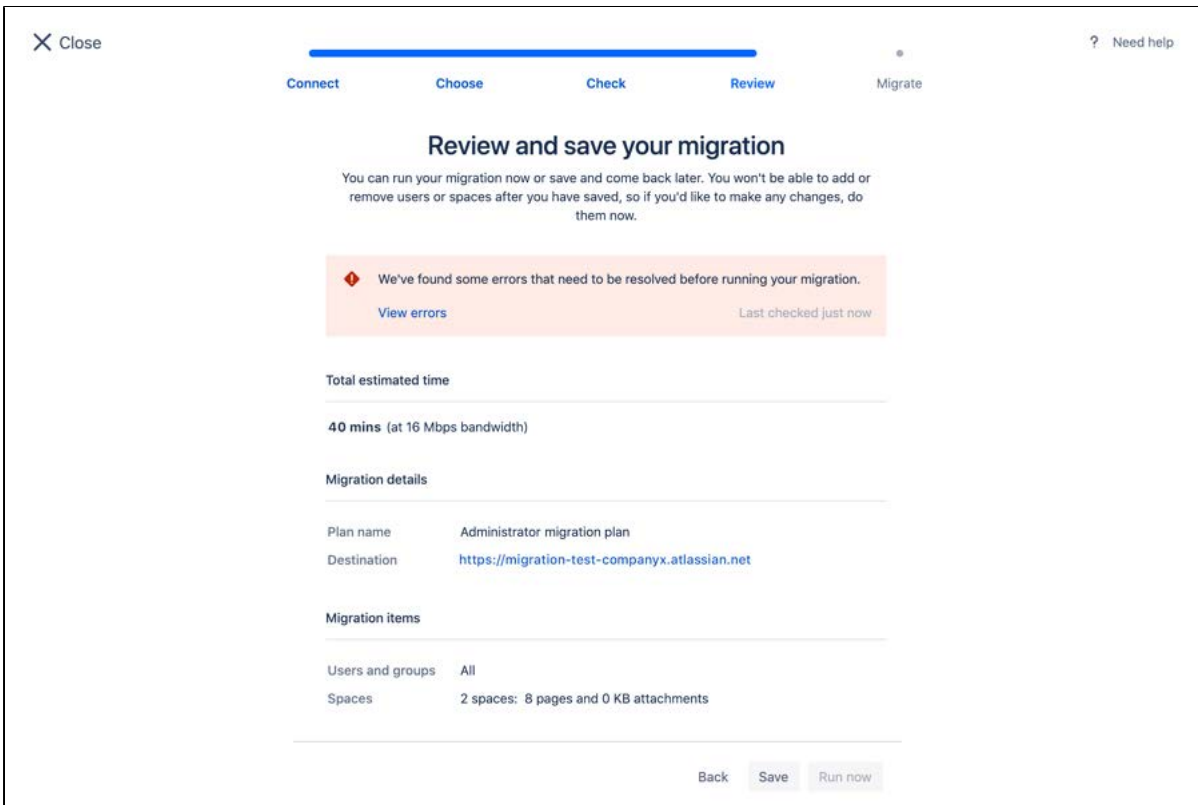 Close
? Need help
Connect Choose Check Review Migrate
Review and save your migration
You can run your migration now or save and come back later. You won't be able to add or
remove users or spaces after you have saved, so if you'd like to make any changes, do
them now.
We've found some errors that need to be resolved before running your migration.
View errors Last checked just now
Total estimated time
40 mins (at 16 Mbps bandwidth)
Migration details
Plan name Administrator migration plan
Destination https://migration-test-companyx.atlassian.net
Migration items
Users and groups All
Spaces 2 spaces: 8 pages and 0 KB attachments
Back Save Run now